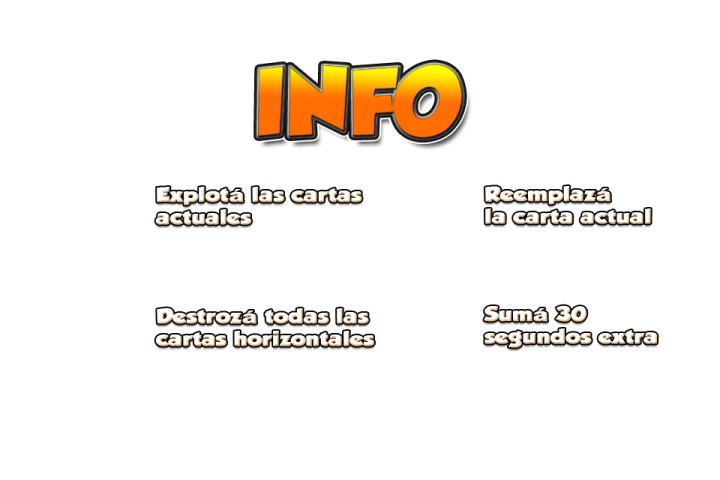 INFO
Explotá las cartas
actuales
Reemplazá
la carta actual
Destrozá todas las
cartas horizontales
Sumá 30
segundos extra